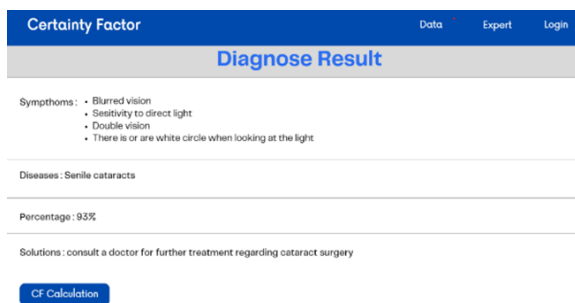 Certainty Factor
Data
Expert
Login
Diagnose Result
Sympthoms : • Blurred vision
• Sesitivity to direct light
• Double vision
• There is or are white circle when looking at the light
Diseases : Senile cataracts
Percentage : 93%
Solutions : consult a doctor for further treatment regarding cataract surgery
CF Calculation